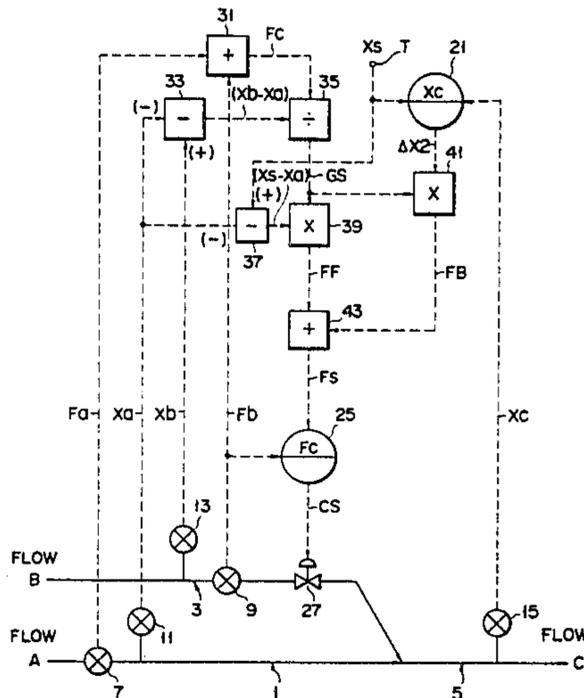 31
FC
Xs T
21
33
35
+
(Xb-Xa)
Xc
(-)
-
÷
(+)
ΔX2
41
(Xs-Xa)
GS
(+)
X
-
X
(-)
39
37
FF
FB
43
+
Fs
Fa
Xa
Xb
Fb
25
Xc
Fc
CS
13
FLOW
B
3
9
27
15
FLOW
A
11
FLOW
C
7
1
5